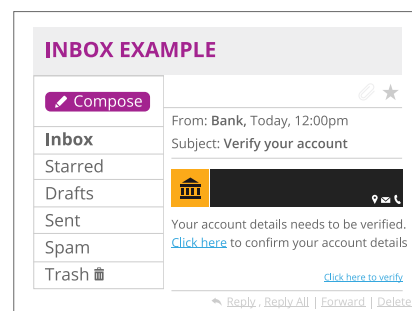 INBOX EXAMPLE
Compose
Inbox
Starred
Drafts
Sent
Spam
Trash
From: Bank, Today, 12:00pm
Subject: Verify your account
Your account details needs to be verified.
Click here to confirm your account details
Click here to verify
Reply , Reply All | Forward | Delete